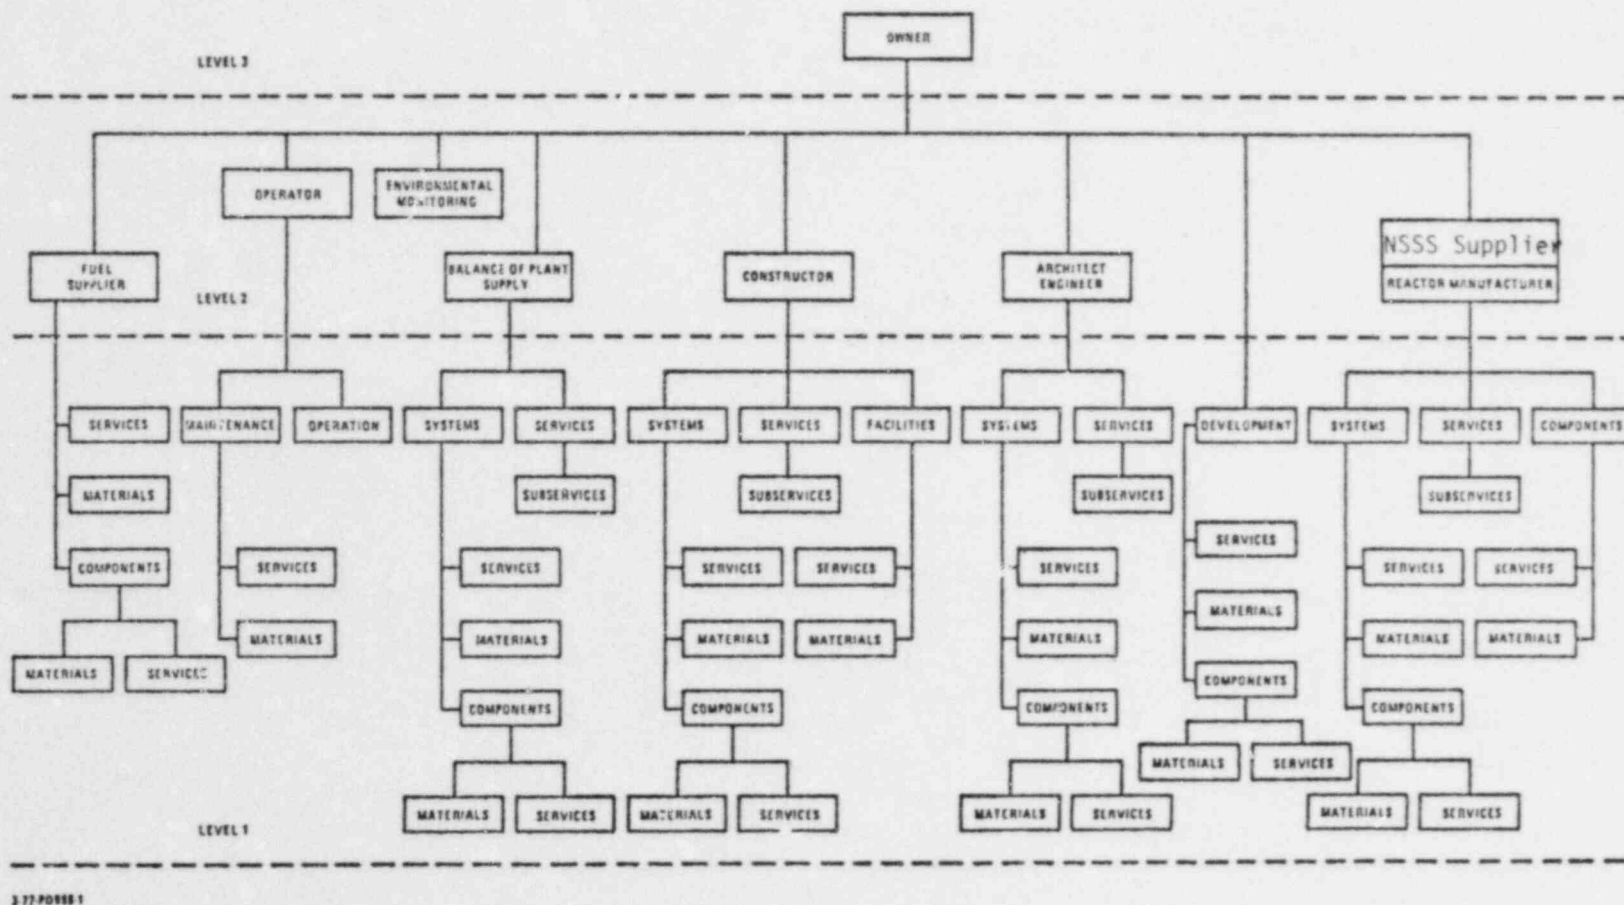 OWNER
LEVEL 3
OPERATOR
ENVIRONMENTAL
MONITORING
NSSS Supplier
FUEL
SUPPLIER
BALANCE OF PLANT
SUPPLY
CONSTRUCTOR
ARCHITECT
ENGINEER
REACTOR MANUFACTURER
LEVEL 2
SERVICES
MAINTENANCE
OPERATION
SYSTEMS
SERVICES
SYSTEMS
SERVICES
FACILITIES
SYSTEMS
SERVICES
DEVELOPMENT
SYSTEMS
SERVICES
COMPONENTS
MATERIALS
SUBSERVICES
SUBSERVICES
SUBSERVICES
SUBSERVICES
SERVICES
COMPONENTS
SERVICES
SERVICES
SERVICES
SERVICES
SERVICES
SERVICES
SERVICES
MATERIALS
MATERIALS
MATERIALS
MATERIALS
MATERIALS
MATERIALS
MATERIALS
MATERIALS
MATERIALS
SERVICES
COMPONENTS
COMPONENTS
COMPONENTS
COMPONENTS
COMPONENTS
MATERIALS
SERVICES
MATERIALS
SERVICES
MATERIALS
SERVICES
MATERIALS
SERVICES
MATERIALS
SERVICES
LEVEL 1